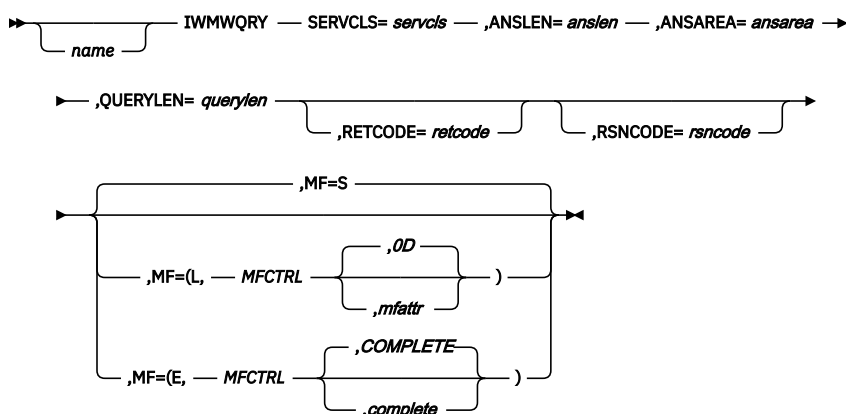 IWMWQRY SERVCLS= servcls ,ANSLEN= anslen ,ANSAREA= ansarea
name
,QUERYLEN= querylen
,RETCODE= retcode ,RSNCODE= rsncode
,MF=S
,0D
,MF=(L, MFCTRL )
,mfattr
,COMPLETE
,MF=(E, MFCTRL )
,complete